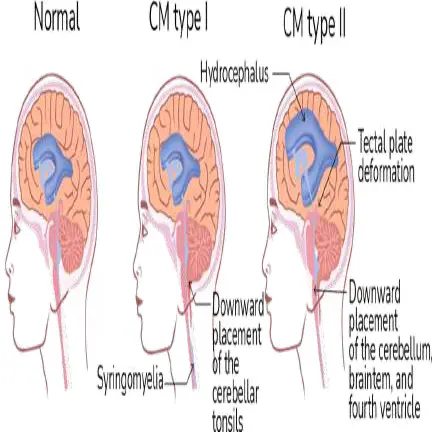 Normal
CM type I
CM type II
Hydrocephalus
Tectal plate
deformation
Downward
placement
of the
cerebellar
tonsils
Syringomyelia
Downward
placement
of the cerebellum,
braintem, and
fourth ventricle